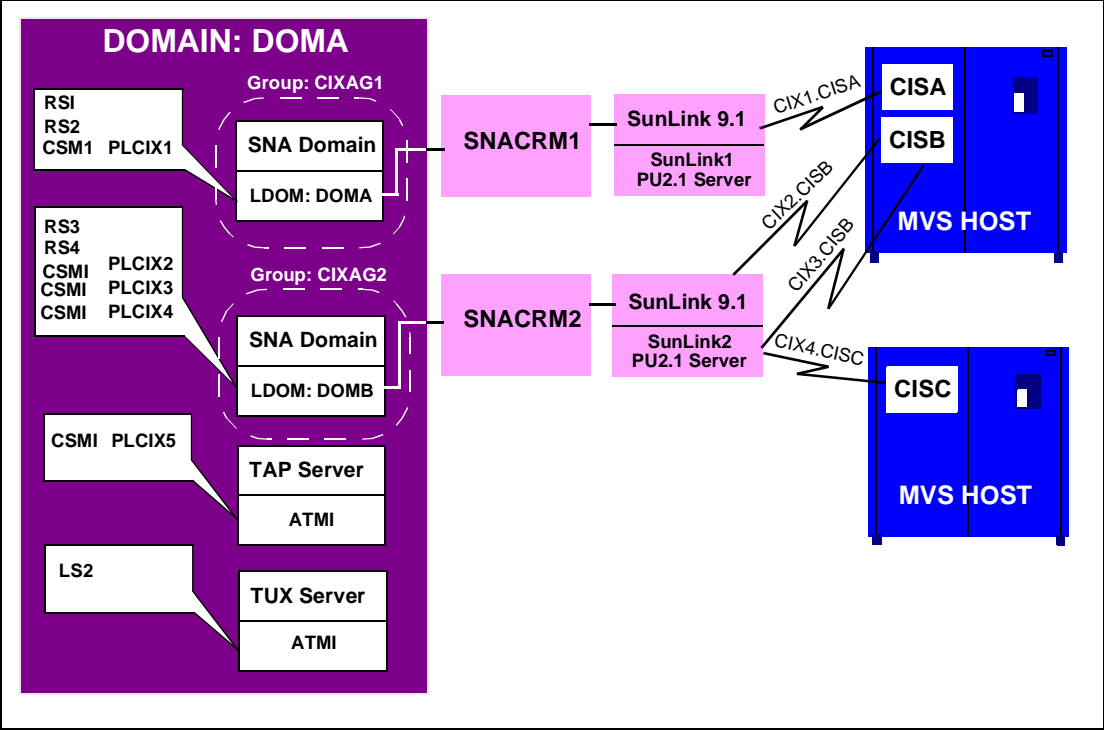 DOMAIN: DOMA
Group: CIXAG1
RSI
RS2
CSM1 PLCIX1
SNA Domain
LDOM: DOMA
SNACRM1
SunLink 9.1
SunLink1
PU2.1 Server
CIX1.CISA
CISA
CISB
MVS HOST
RS3
RS4
CSMI PLCIX2
CSMI PLCIX3
CSMI PLCIX4
Group: CIXAG2
SNA Domain
LDOM: DOMB
SNACRM2
SunLink 9.1
SunLink2
PU2.1 Server
CIX2.CISB
CIX3.CISB
CIX4.CISC
CISC
MVS HOST
CSMI PLCIX5
TAP Server
ATMI
LS2
TUX Server
ATMI